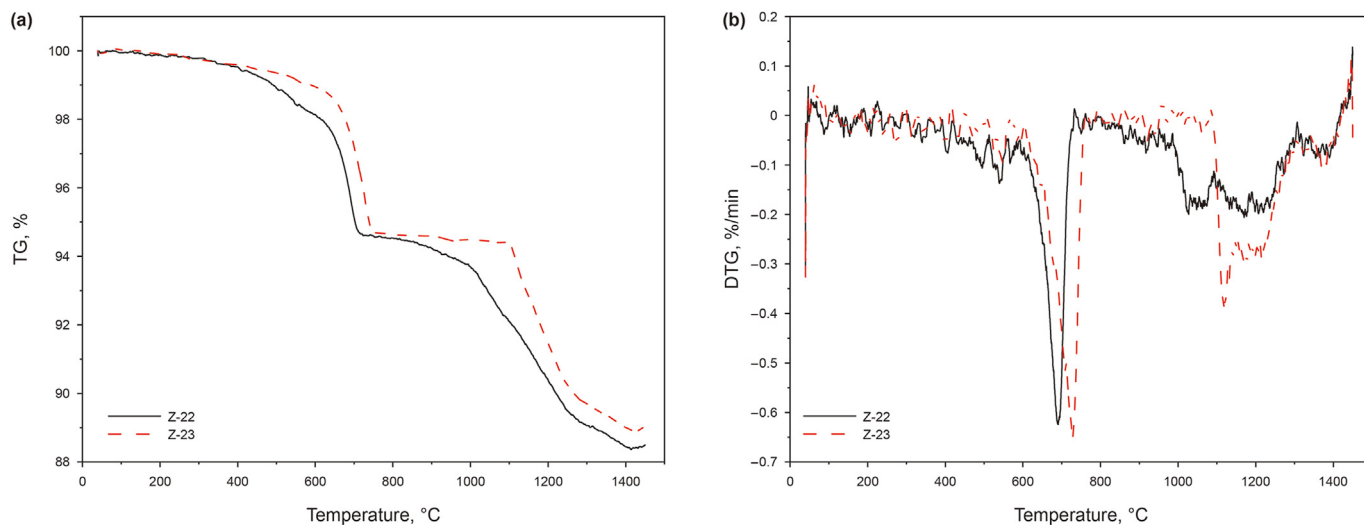 (a)
TG, %
100
98
96
94
92
90
88
Z-22
Z-23
0 200 400 600 800 1000 1200 1400
Temperature, °C
(b)
DTG, %/min
0.2
0.1
0
−0.1
−0.2
−0.3
−0.4
−0.5
−0.6
−0.7
Z-22
Z-23
0 200 400 600 800 1000 1200 1400
Temperature, °C